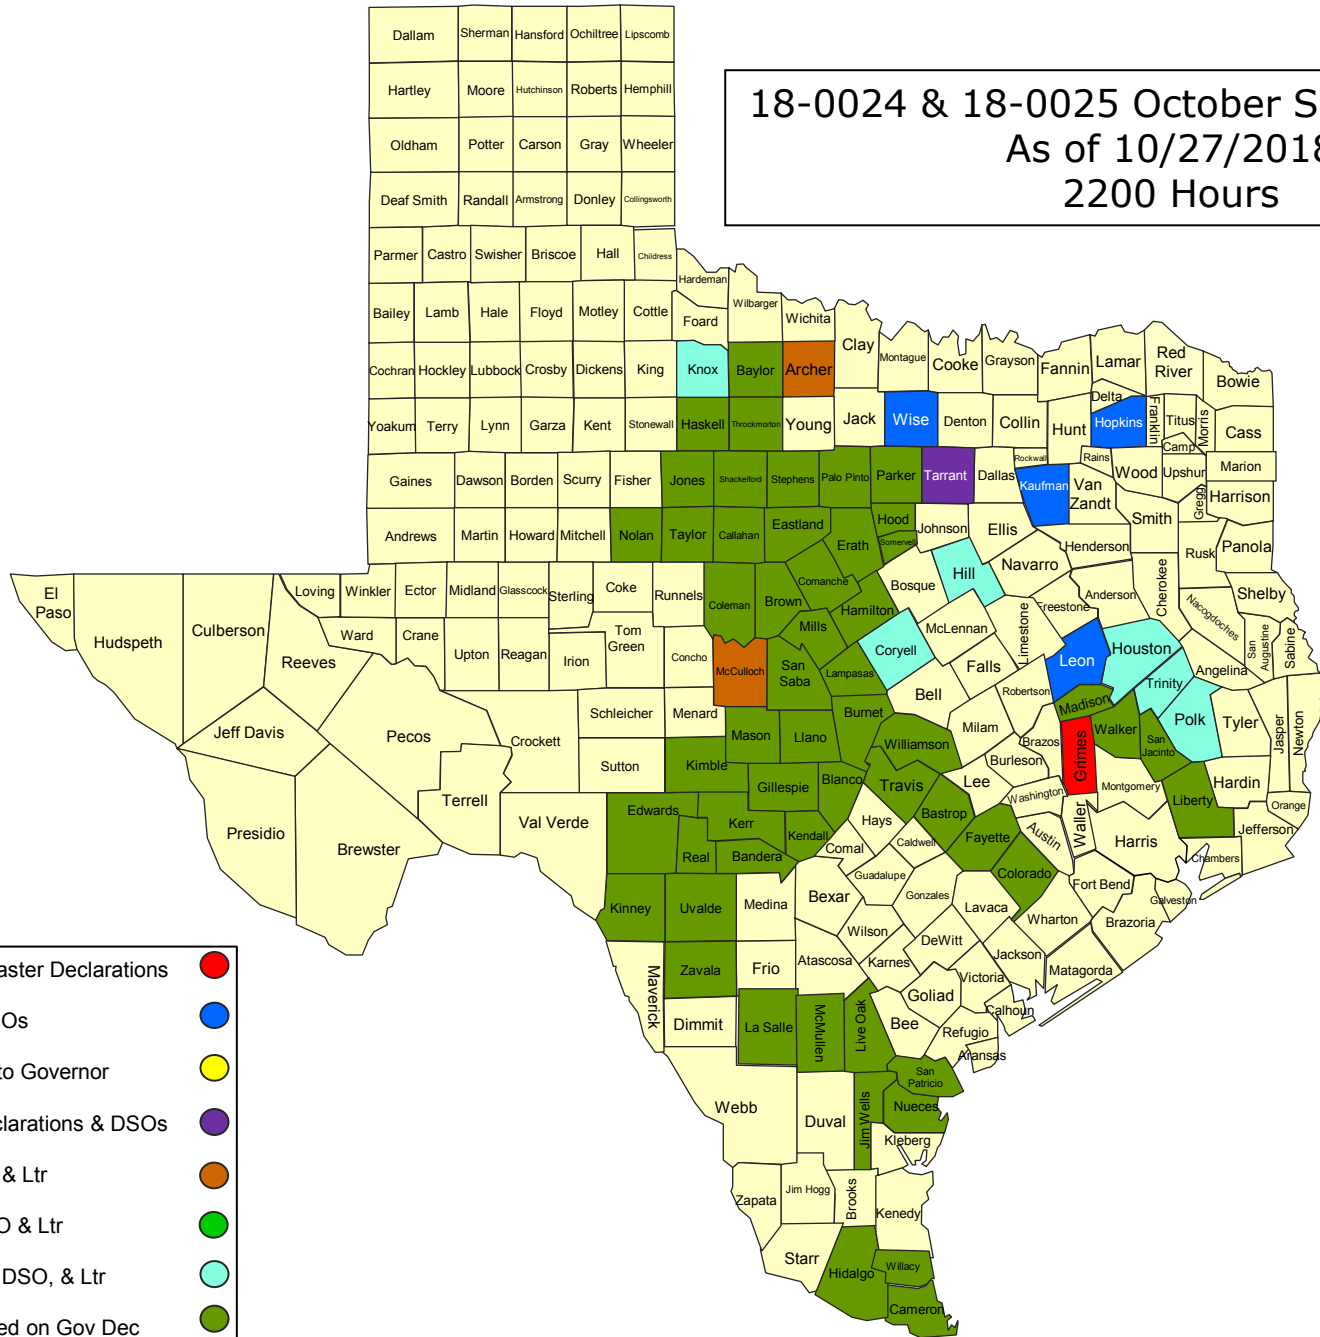 18-0024 & 18-0025 October S
As of 10/27/2018
2200 Hours
Dallam Sherman Hansford Ochiltree Lipscomb
Hartley Moore Hutchinson Roberts Hemphill
Oldham Potter Carson Gray Wheeler
Deaf Smith Randall Armstrong Donley Collingsworth
Parmer Castro Swisher Briscoe Hall Childress
Hardeman
Bailey Lamb Hale Floyd Motley Cottle Foard Wilbarger Wichita Clay Montague Cooke Grayson Fannin Lamar Red River Bowie
Cochran Hockley Lubbock Crosby Dickens King Knox Baylor Archer
Delta
Yoakum Terry Lynn Garza Kent Stonewall Haskell Throckmorton Young Jack Wise Denton Collin Hunt Hopkins Franklin Titus Morris Cass
Camp
Gaines Dawson Borden Scurry Fisher Jones Shackelford Stephens Palo Pinto Parker Tarrant Dallas Rockwall Kaufman Rains Van Zandt Wood Upshur Gregg Marion
Harrison
Andrews Martin Howard Mitchell Nolan Taylor Callahan Eastland Erath Hood Somervell Johnson Ellis Henderson Smith Rusk Panola
El Paso Hudspeth Culberson Reeves Loving Winkler Ector Midland Glasscock Sterling Coke Runnels Coleman Brown Comanche Hamilton Bosque Hill Navarro Freestone Anderson Cherokee Nacogdoches Shelby
Ward Crane Upton Reagan Irion Tom Green Concho McCulloch San Saba Mills Lampasas Coryell McLennan Falls Limestone Leon Houston Trinity Angelina San Augustine Sabine
Jeff Davis Pecos Crockett Schleicher Menard Mason Llano Burnet Bell Milam Robertson Brazos Madison Walker San Jacinto Polk Tyler Jasper Newton
Sutton Kimble Gillespie Blanco Williamson Travis Lee Burleson Grimes Washington Montgomery Liberty Hardin Orange
Presidio Brewster Terrell Val Verde Edwards Real Kerr Bandera Kendall Comal Hays Caldwell Bastrop Fayette Colorado Austin Waller Harris Chambers Jefferson
Kinney Uvalde Medina Bexar Guadalupe Gonzales Lavaca Wharton Fort Bend Brazoria Galveston
Maverick Zavala Frio Atascosa Wilson Karnes DeWitt Victoria Jackson Matagorda
Dimmit La Salle McMullen Live Oak Bee Goliad Refugio Calhoun Aransas
Webb Duval Jim Wells San Patricio Nueces Kleberg
Zapata Jim Hogg Brooks Kenedy
Starr Hidalgo Willacy Cameron
aster Declarations
Os
to Governor
clarations & DSOs
& Ltr
O & Ltr
DSO, & Ltr
ed on Gov Dec